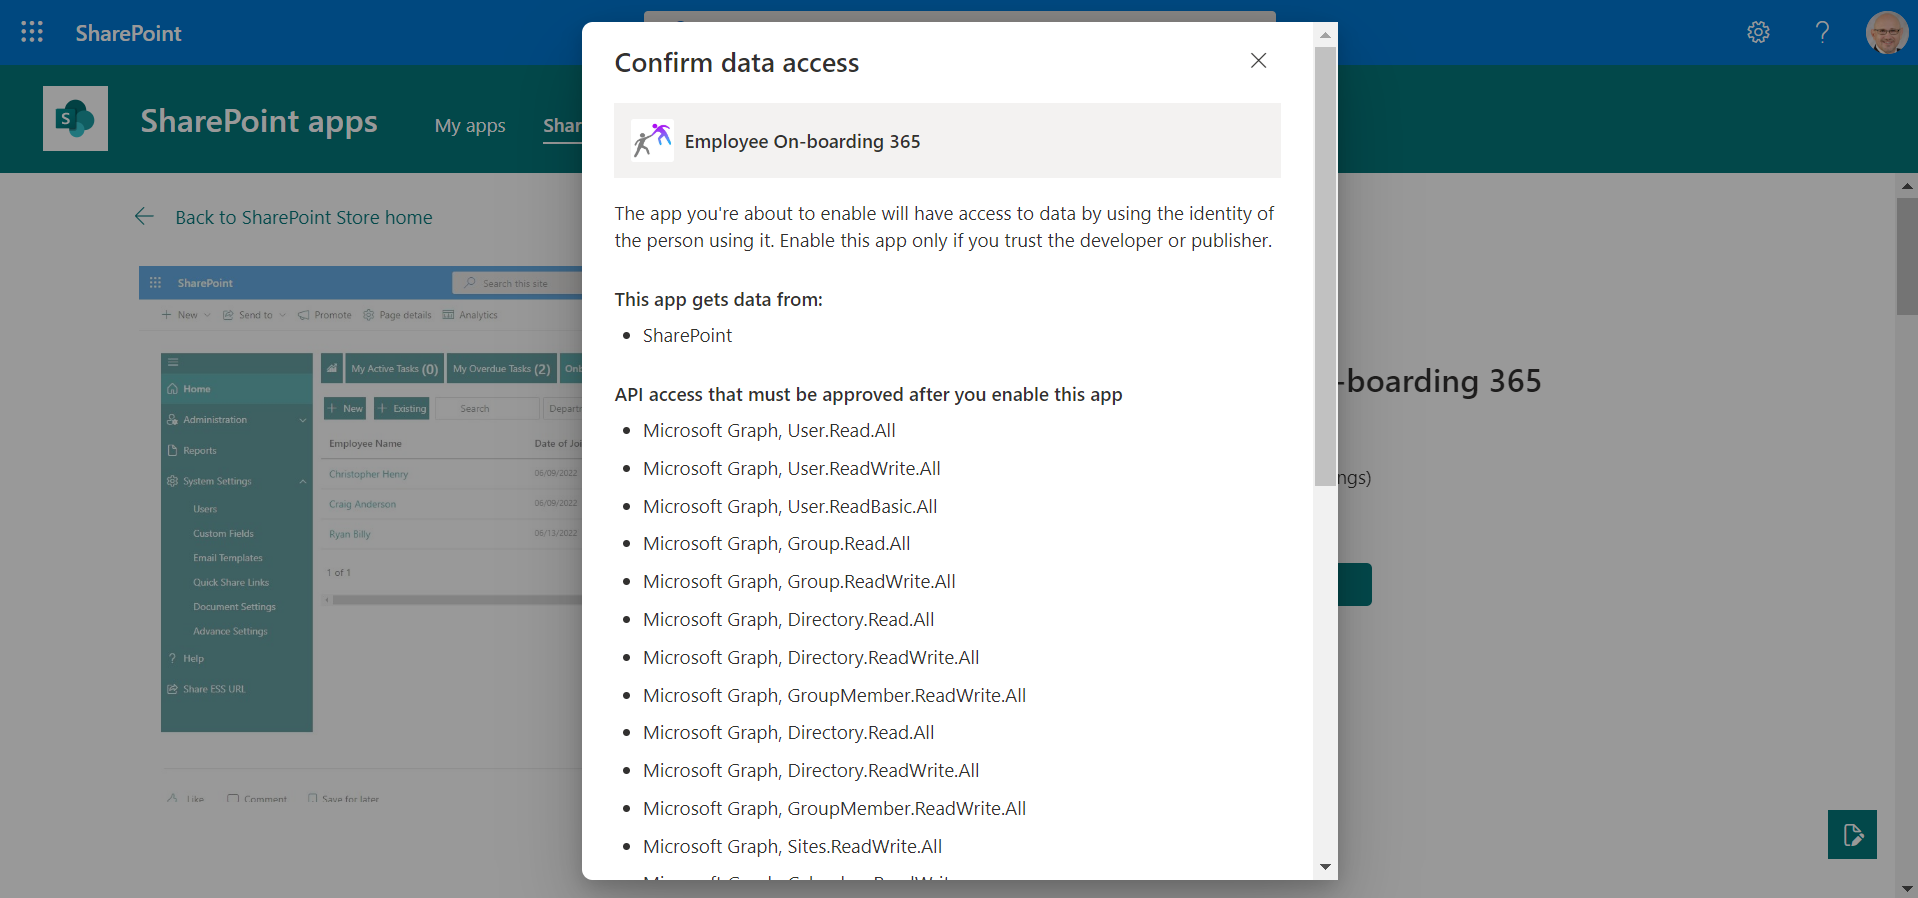 SharePoint
SharePoint apps
My apps
Shar
Back to SharePoint Store home
SharePoint
Search this site
New
Send to
Promote
Page details
Analytics
Home
Administration
Reports
System Settings
Users
Custom Fields
Email Templates
Quick Share Links
Document Settings
Advance Settings
Help
Share ESS URL
My Active Tasks (0)
My Overdue Tasks (2)
Onl
New
Existing
Search
Depart
Employee Name
Date of Joi
Christopher Henry
06/09/2022
Craig Anderson
06/09/2022
Ryan Billy
06/13/2022
1 of 1
Like
Comment
Save for later
Confirm data access
Employee On-boarding 365
The app you're about to enable will have access to data by using the identity of
the person using it. Enable this app only if you trust the developer or publisher.
This app gets data from:
• SharePoint
API access that must be approved after you enable this app
• Microsoft Graph, User.Read.All
• Microsoft Graph, User.ReadWrite.All
• Microsoft Graph, User.ReadBasic.All
• Microsoft Graph, Group.Read.All
• Microsoft Graph, Group.ReadWrite.All
• Microsoft Graph, Directory.Read.All
• Microsoft Graph, Directory.ReadWrite.All
• Microsoft Graph, GroupMember.ReadWrite.All
• Microsoft Graph, Directory.Read.All
• Microsoft Graph, Directory.ReadWrite.All
• Microsoft Graph, GroupMember.ReadWrite.All
• Microsoft Graph, Sites.ReadWrite.All
-boarding 365
ngs)